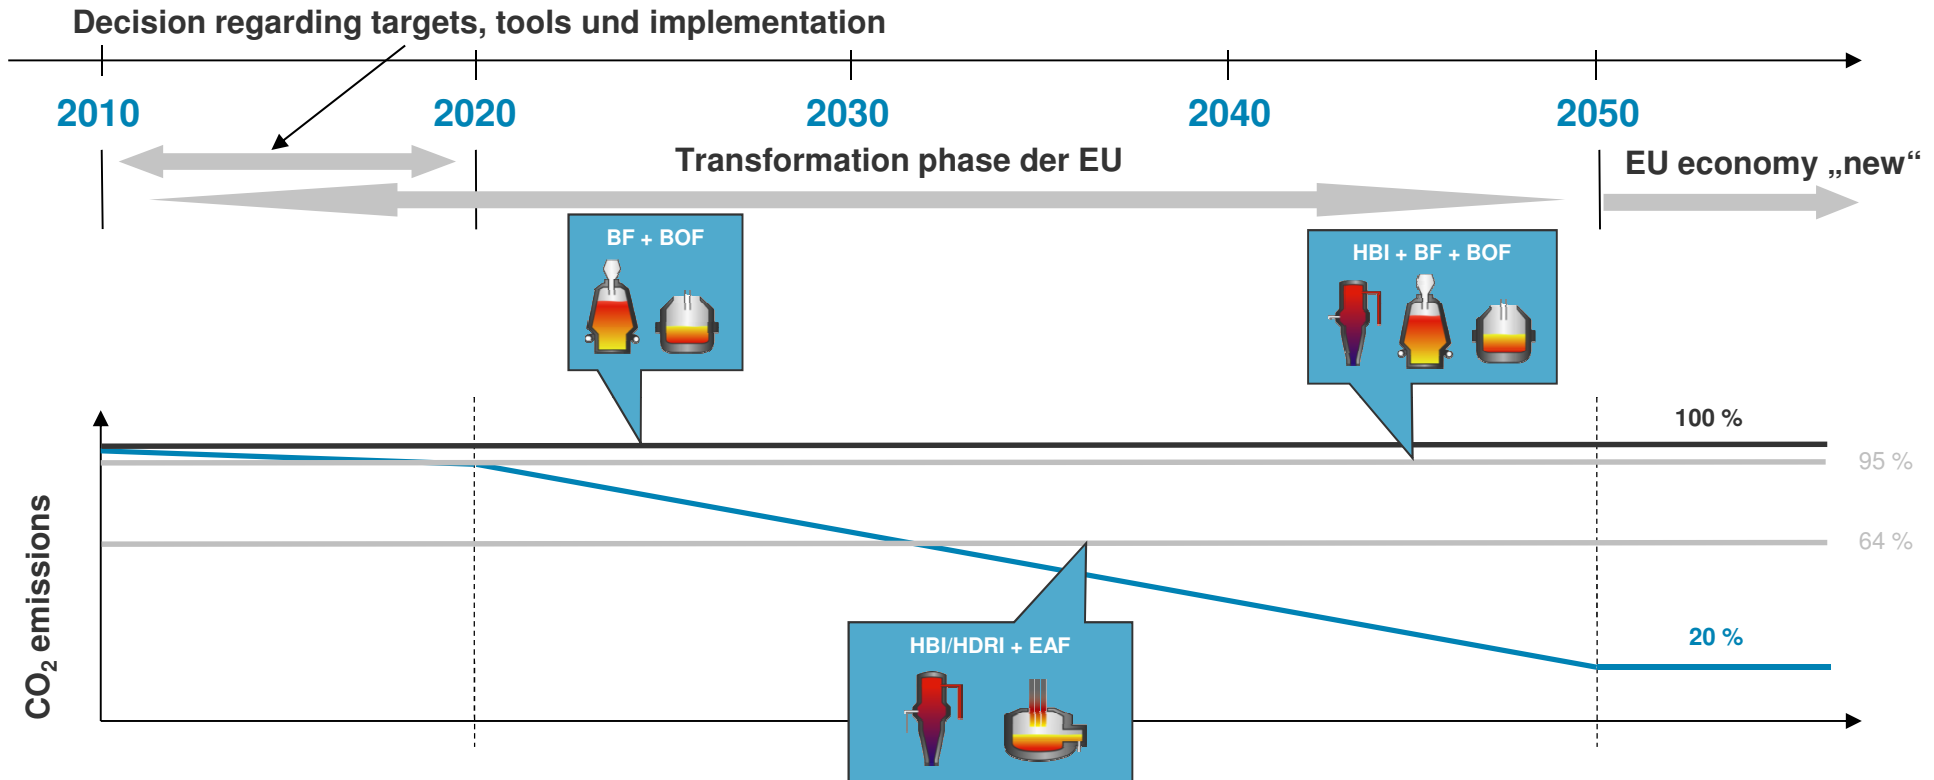 Decision regarding targets, tools und implementation
2010
2020
2030
2040
2050
Transformation phase der EU
EU economy „new“
BF + BOF
HBI + BF + BOF
100 %
95 %
64 %
20 %
CO2 emissions
HBI/HDRI + EAF